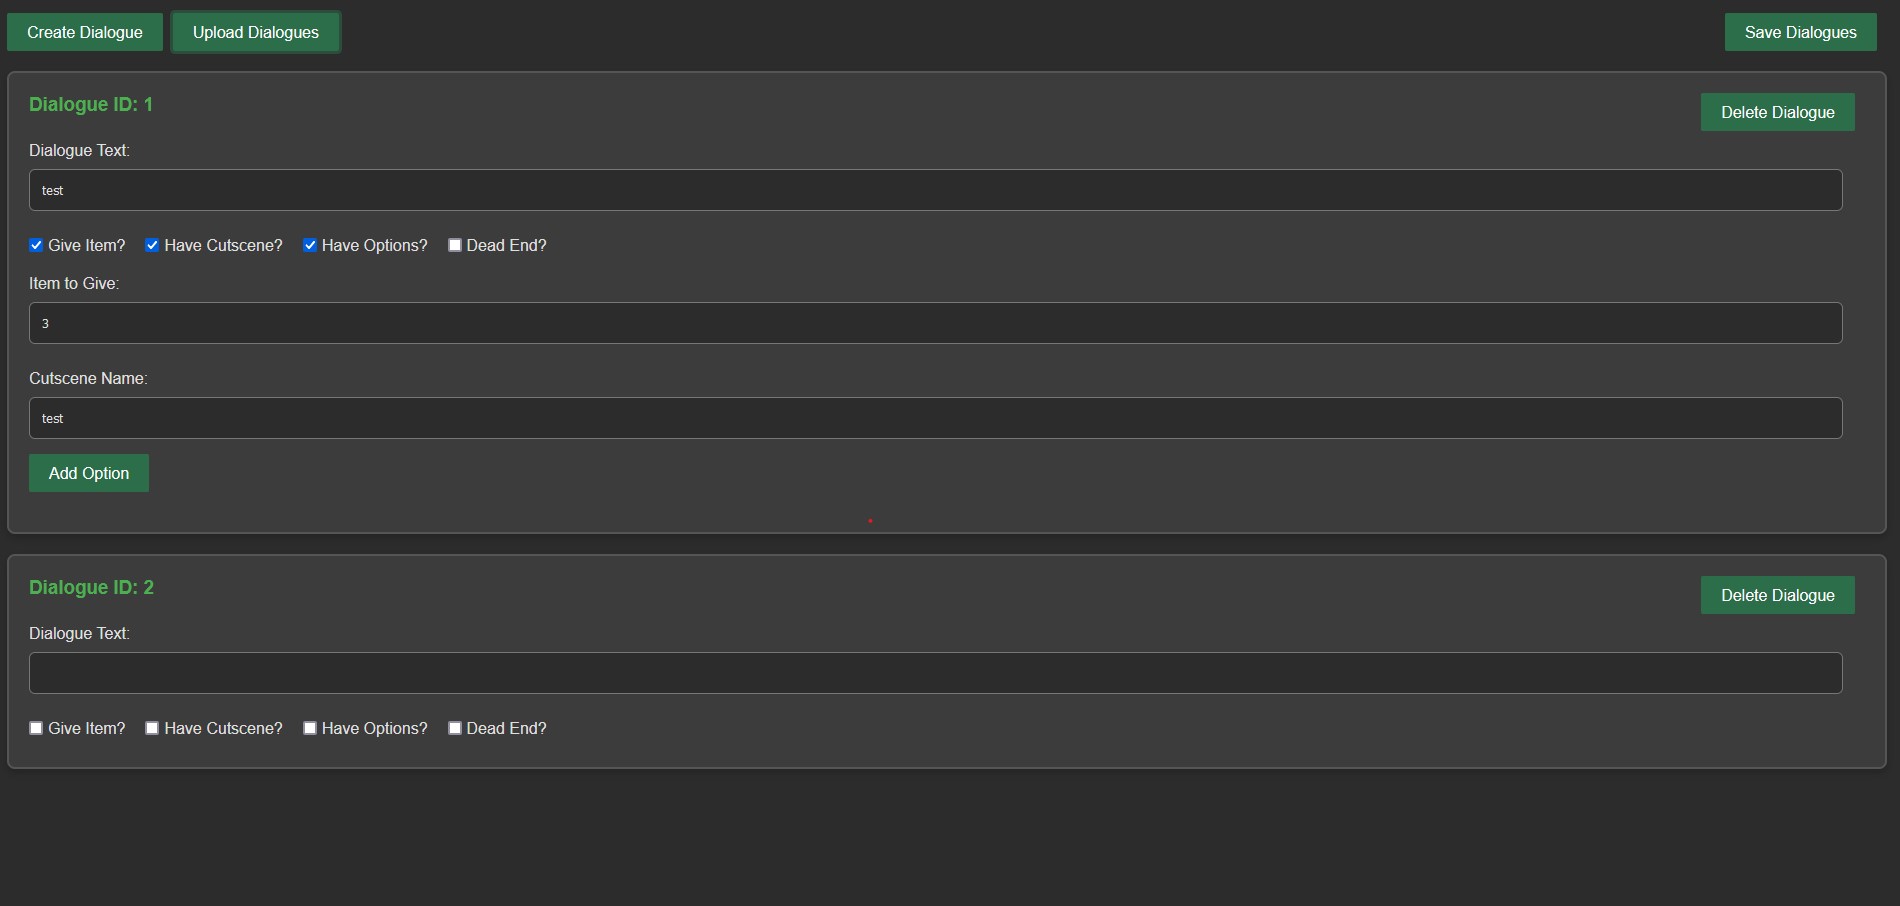 Create Dialogue Upload Dialogues Save Dialogues
Dialogue ID: 1 Delete Dialogue
Dialogue Text:
test
Give Item? Have Cutscene? Have Options? Dead End?
Item to Give:
3
Cutscene Name:
test
Add Option
Dialogue ID: 2 Delete Dialogue
Dialogue Text:
Give Item? Have Cutscene? Have Options? Dead End?